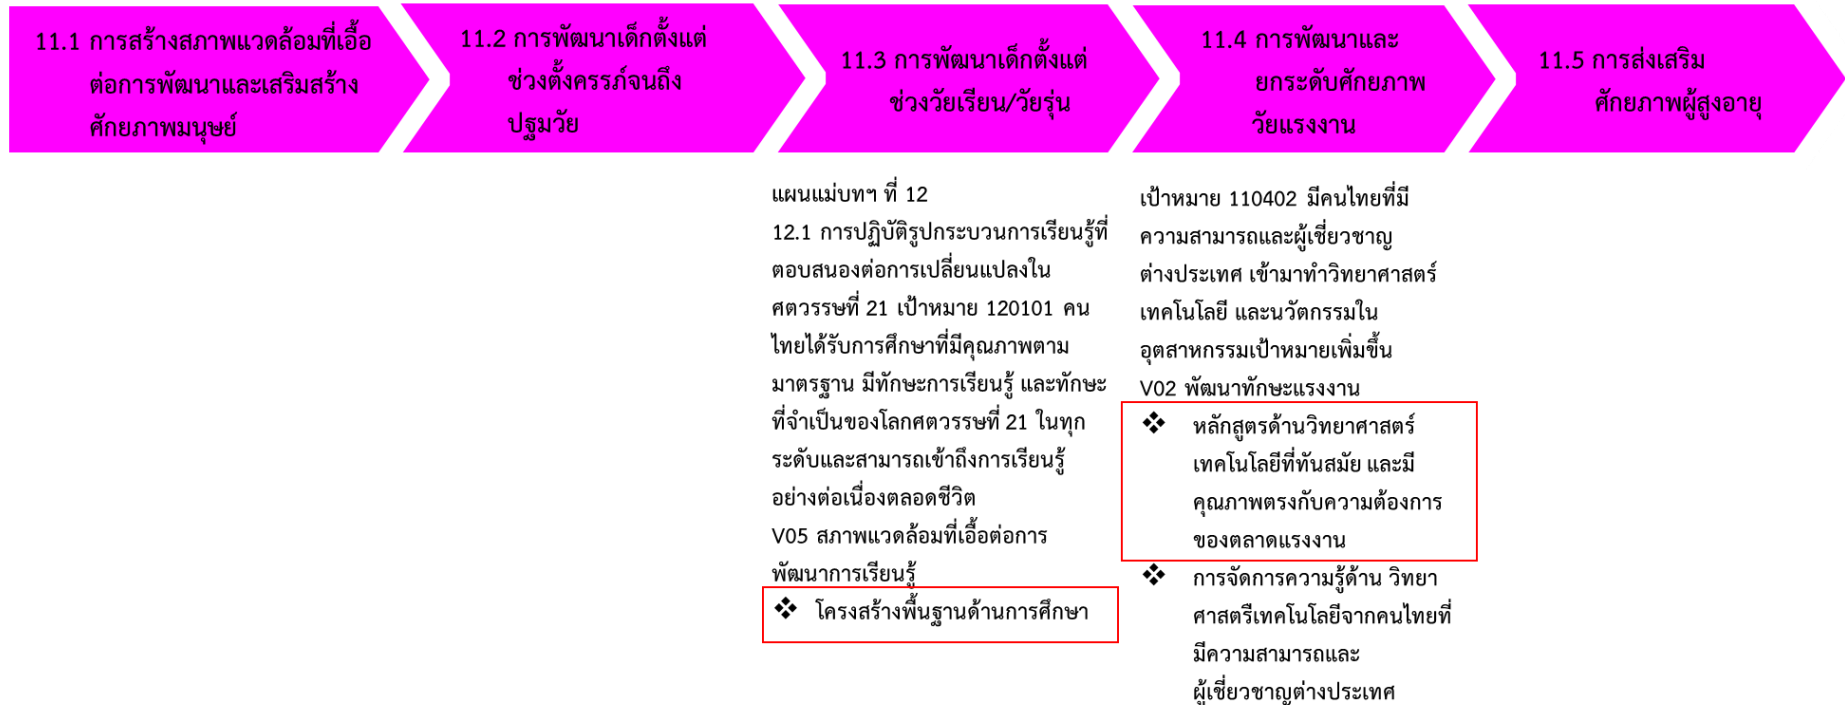 11.1 การสร้างสภาพแวดล้อมที่เอื้อ
ต่อการพัฒนาและเสริมสร้าง
ศักยภาพมนุษย์
11.2 การพัฒนาเด็กตั้งแต่
ช่วงตั้งครรภ์จนถึง
ปฐมวัย
11.3 การพัฒนาเด็กตั้งแต่
ช่วงวัยเรียน/วัยรุ่น
11.4 การพัฒนาและ
ยกระดับศักยภาพ
วัยแรงงาน
11.5 การส่งเสริม
ศักยภาพผู้สูงอายุ
แผนแม่บทฯ ที่ 12
12.1 การปฏิบัติรูปกระบวนการเรียนรู้ที่
ตอบสนองต่อการเปลี่ยนแปลงใน
ศตวรรษที่ 21 เป้าหมาย 120101 คน
ไทยได้รับการศึกษาที่มีคุณภาพตาม
มาตรฐาน มีทักษะการเรียนรู้ และทักษะ
ที่จำเป็นของโลกศตวรรษที่ 21 ในทุก
ระดับและสามารถเข้าถึงการเรียนรู้
อย่างต่อเนื่องตลอดชีวิต
V05 สภาพแวดล้อมที่เอื้อต่อการ
พัฒนาการเรียนรู้
❖ โครงสร้างพื้นฐานด้านการศึกษา
เป้าหมาย 110402 มีคนไทยที่มี
ความสามารถและผู้เชี่ยวชาญ
ต่างประเทศ เข้ามาทำวิทยาศาสตร์
เทคโนโลยี และนวัตกรรมใน
อุตสาหกรรมเป้าหมายเพิ่มขึ้น
V02 พัฒนาทักษะแรงงาน
❖ หลักสูตรด้านวิทยาศาสตร์
เทคโนโลยีที่ทันสมัย และมี
คุณภาพตรงกับความต้องการ
ของตลาดแรงงาน
❖ การจัดการความรู้ด้าน วิทยา
ศาสตรืเทคโนโลยีจากคนไทยที่
มีความสามารถและ
ผู้เชี่ยวชาญต่างประเทศ